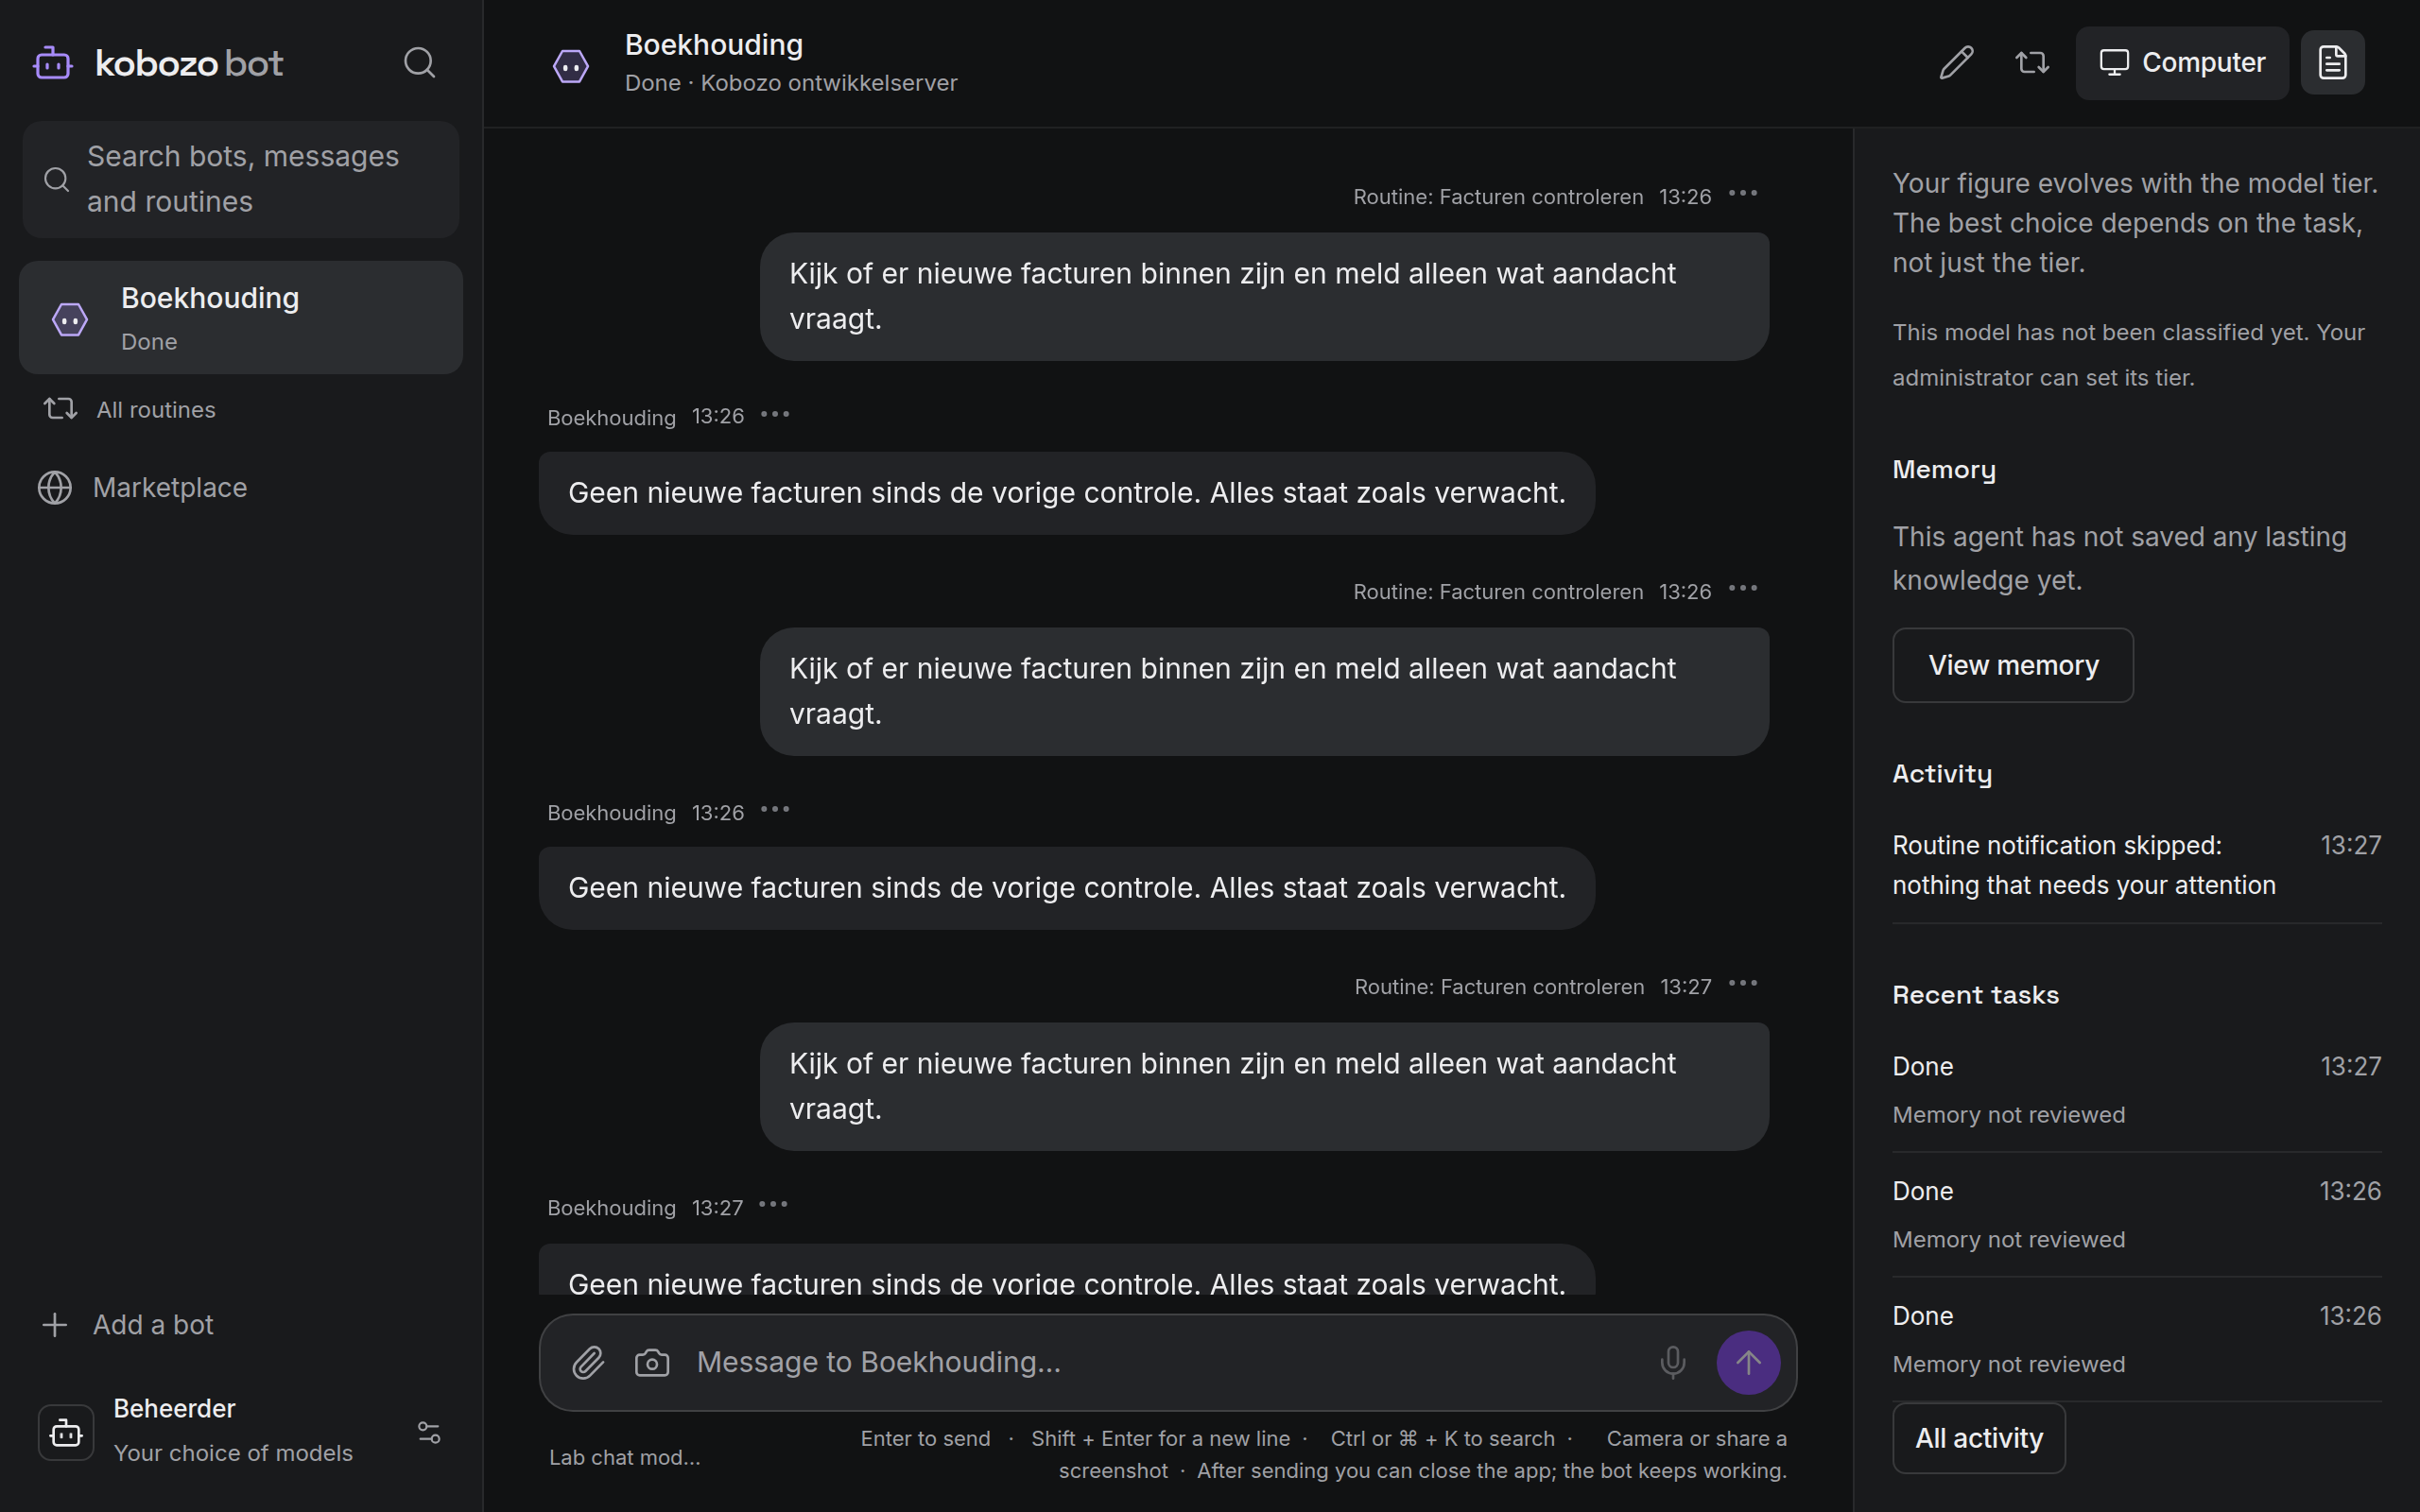 kobozo bot
Search bots, messages
and routines
Boekhouding
Done
All routines
Marketplace
Add a bot
Beheerder
Your choice of models
Boekhouding
Done · Kobozo ontwikkelserver
Computer
Routine: Facturen controleren 13:26
Kijk of er nieuwe facturen binnen zijn en meld alleen wat aandacht
vraagt.
Boekhouding 13:26
Geen nieuwe facturen sinds de vorige controle. Alles staat zoals verwacht.
Routine: Facturen controleren 13:26
Kijk of er nieuwe facturen binnen zijn en meld alleen wat aandacht
vraagt.
Boekhouding 13:26
Geen nieuwe facturen sinds de vorige controle. Alles staat zoals verwacht.
Routine: Facturen controleren 13:27
Kijk of er nieuwe facturen binnen zijn en meld alleen wat aandacht
vraagt.
Boekhouding 13:27
Geen nieuwe facturen sinds de vorige controle. Alles staat zoals verwacht.
Message to Boekhouding...
Lab chat mod...
Enter to send · Shift + Enter for a new line · Ctrl or ⌘ + K to search · Camera or share a
screenshot · After sending you can close the app; the bot keeps working.
Your figure evolves with the model tier.
The best choice depends on the task,
not just the tier.
This model has not been classified yet. Your
administrator can set its tier.
Memory
This agent has not saved any lasting
knowledge yet.
View memory
Activity
Routine notification skipped: 13:27
nothing that needs your attention
Recent tasks
Done 13:27
Memory not reviewed
Done 13:26
Memory not reviewed
Done 13:26
Memory not reviewed
All activity